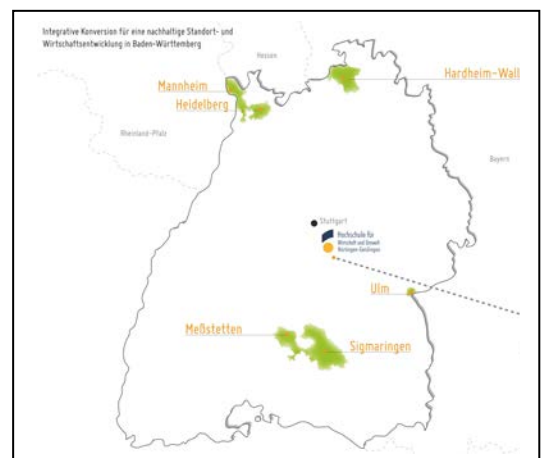 Integrative Konversion für eine nachhaltige Standort- und
Wirtschaftsentwicklung in Baden-Württemberg
Hessen
Hardheim-Wall
Mannheim
Heidelberg
Rheinland-Pfalz
Bayern
Stuttgart
Hochschule für
Wirtschaft und Umwelt
Nürtingen-Geislingen
Ulm
Meßstetten
Sigmaringen